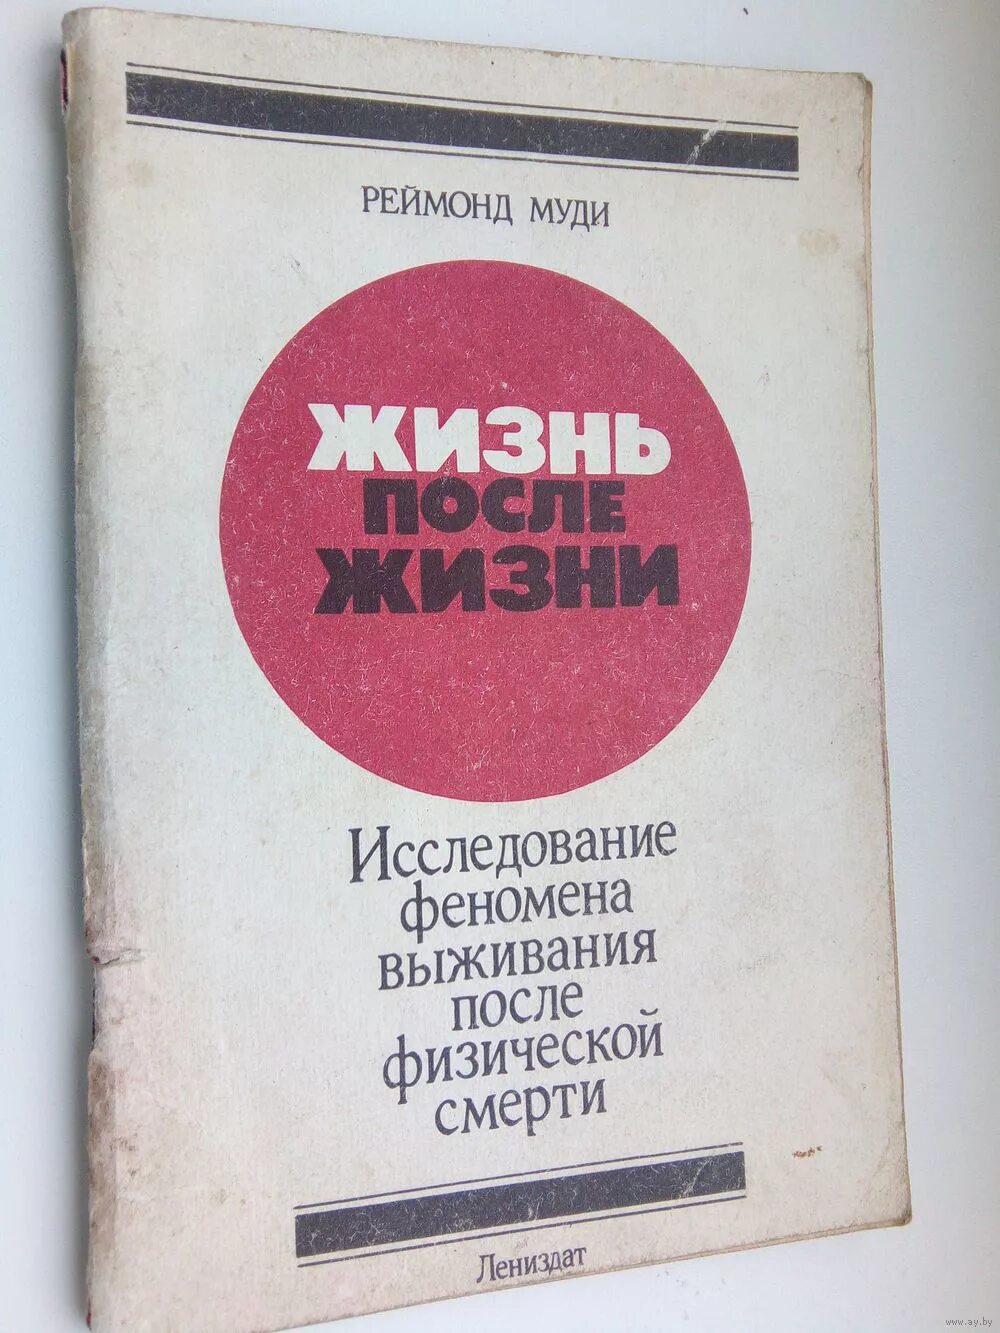 РЕЙМОНД МУДИ
ЖИЗНЬ
ПОСЛЕ
ЖИЗНИ
Исследование
феномена
выживания
после
физической
смерти
Лениздат
www.ay.by